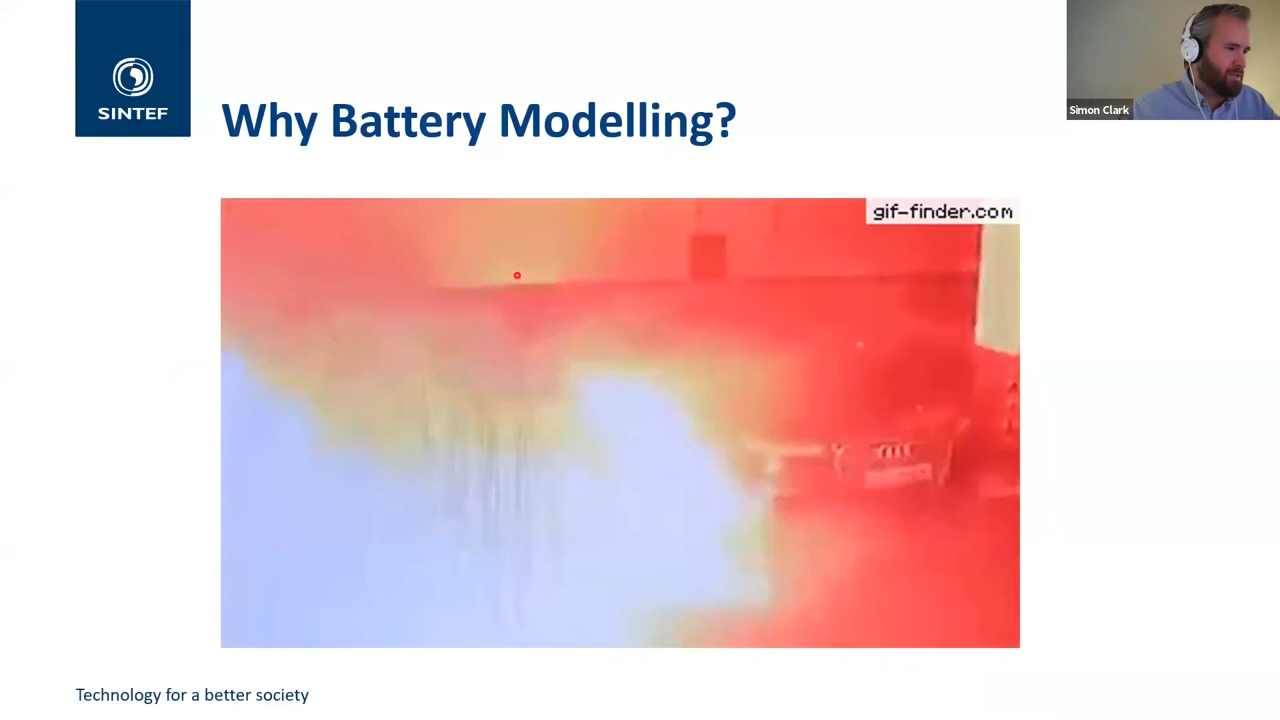 SINTEF
Why Battery Modelling?
Simon Clark
gif-finder.com
Technology for a better society